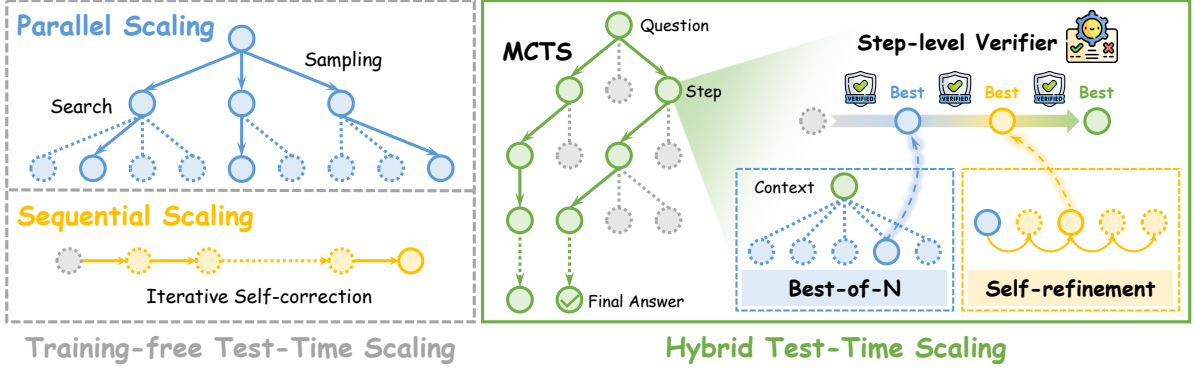 Parallel Scaling
Sampling
Search
Sequential Scaling
Iterative Self-correction
Training-free Test-Time Scaling
MCTS
Question
Step
Final Answer
Step-level Verifier
VERIFIED
Best
VERIFIED
Best
VERIFIED
Best
Context
Best-of-N
Self-refinement
Hybrid Test-Time Scaling